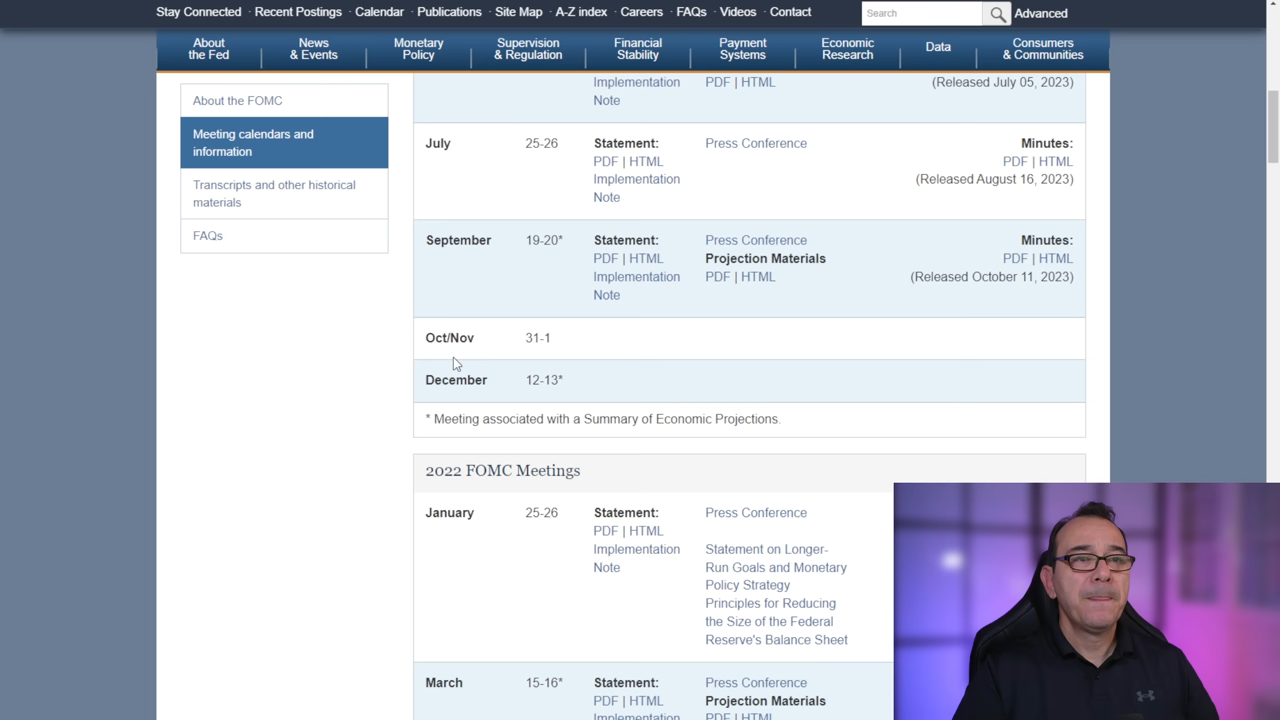 Stay Connected · Recent Postings · Calendar · Publications · Site Map · A-Z index · Careers · FAQs · Videos · Contact
Search
Advanced
About
the Fed
News
& Events
Monetary
Policy
Supervision
& Regulation
Financial
Stability
Payment
Systems
Economic
Research
Data
Consumers
& Communities
About the FOMC
Meeting calendars and
information
Transcripts and other historical
materials
FAQs
Implementation
Note
PDF | HTML
(Released July 05, 2023)
July
25-26
Statement:
PDF | HTML
Implementation
Note
Press Conference
Minutes:
PDF | HTML
(Released August 16, 2023)
September
19-20*
Statement:
PDF | HTML
Implementation
Note
Press Conference
Projection Materials
PDF | HTML
Minutes:
PDF | HTML
(Released October 11, 2023)
Oct/Nov
31-1
December
12-13*
* Meeting associated with a Summary of Economic Projections.
2022 FOMC Meetings
January
25-26
Statement:
PDF | HTML
Implementation
Note
Press Conference
Statement on Longer-
Run Goals and Monetary
Policy Strategy
Principles for Reducing
the Size of the Federal
Reserve's Balance Sheet
March
15-16*
Statement:
PDF | HTML
Implementation
Press Conference
Projection Materials
PDF | HTML